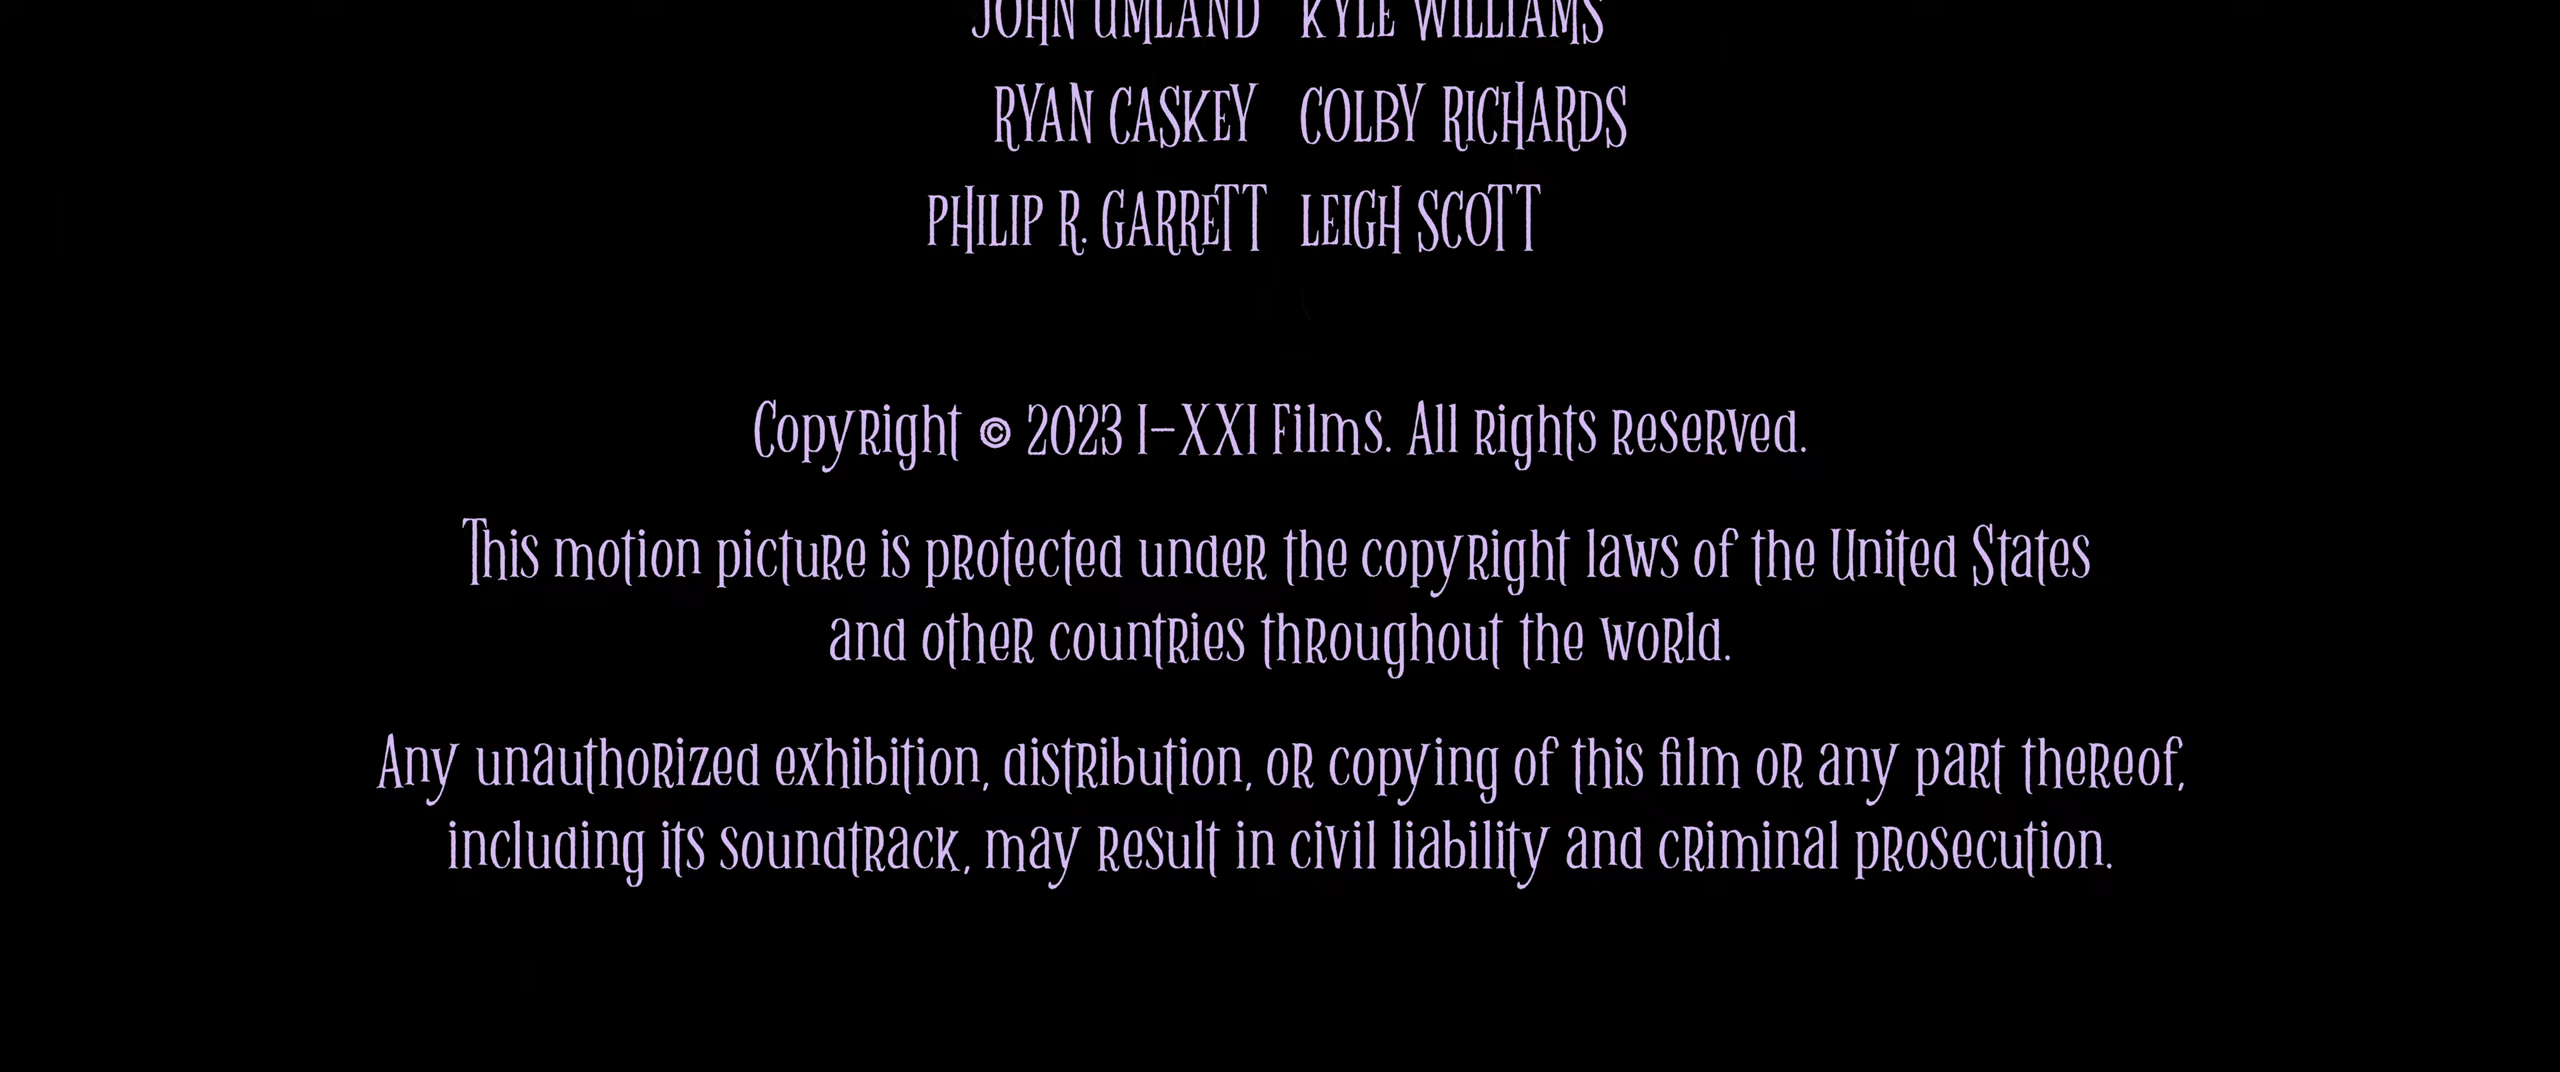 JOHN UMLAND KYLE WILLIAMS
RYAN CASKEY COLBY RICHARDS
PHILIP R. GARRETT LEIGH SCOTT
Copyright © 2023 I-XXI Films. All rights reserved.
This motion picture is protected under the copyright laws of the United States
and other countries throughout the world.
Any unauthorized exhibition, distribution, or copying of this film or any part thereof,
including its soundtrack, may result in civil liability and criminal prosecution.